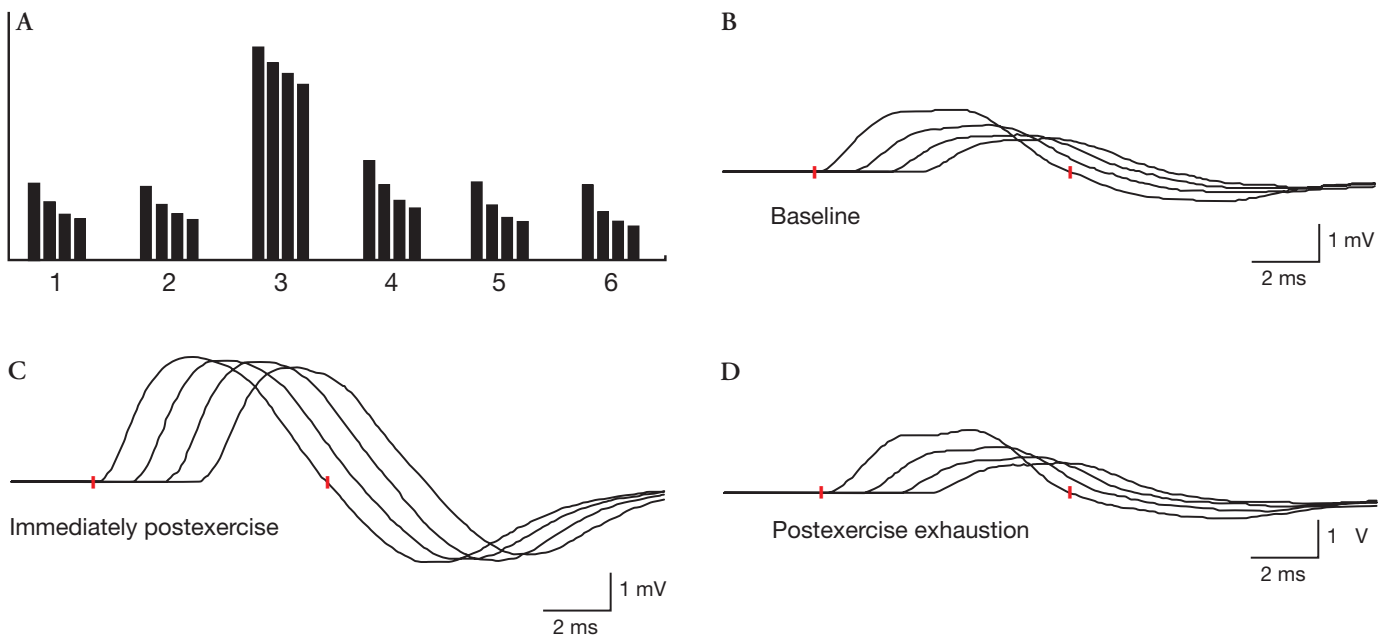 A
1 2 3 4 5 6
B
Baseline
1 mV
2 ms
C
Immediately postexercise
1 mV
2 ms
D
Postexercise exhaustion
1 V
2 ms